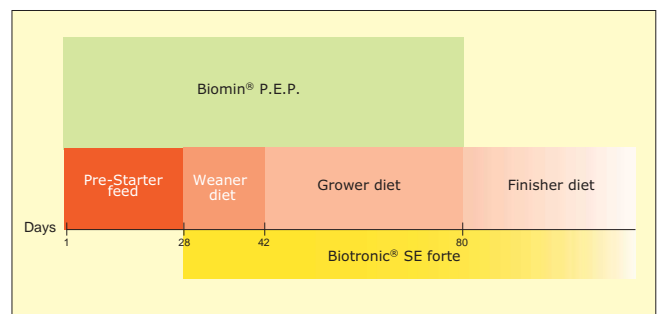 Biomin® P.E.P.
Pre-Starter
feed
Weaner
diet
Grower diet
Finisher diet
Days
1
28
42
80
Biotronic® SE forte